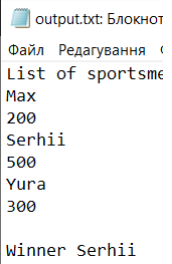 output.txt: Блокнот
Файл Редагування
List of sportsme
Max
200
Serhii
500
Yura
300
Winner Serhii